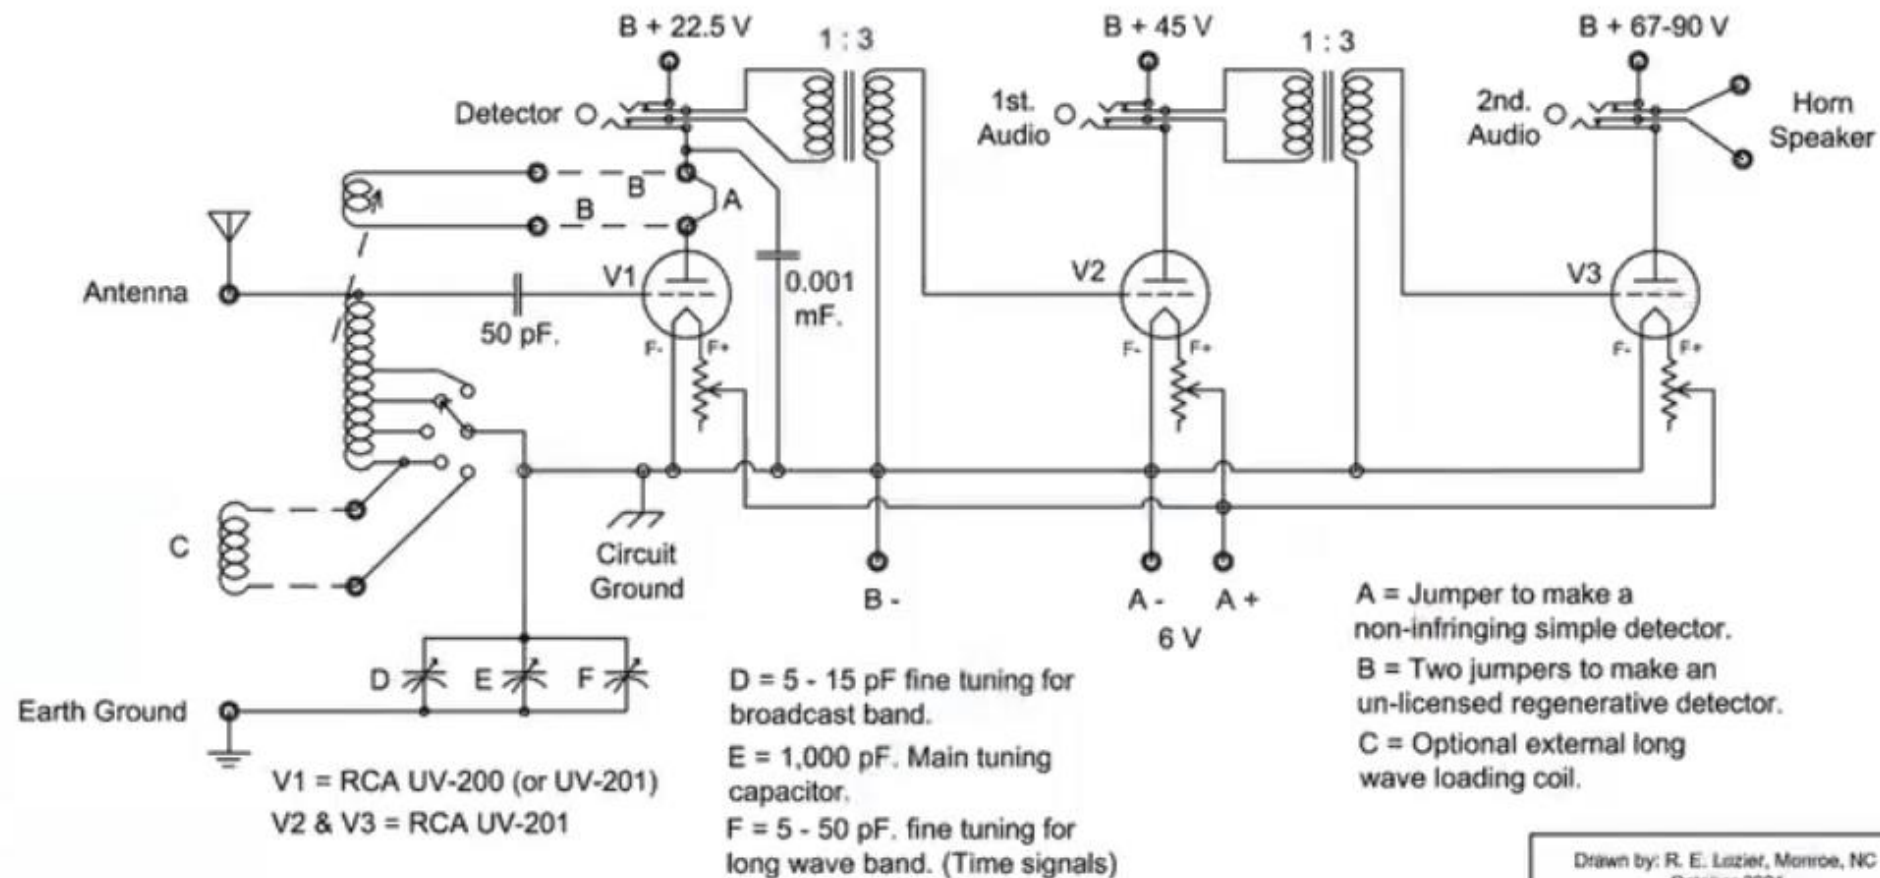 B + 22.5 V
1 : 3
B + 45 V
1 : 3
B + 67-90 V
Detector
1st.
Audio
2nd.
Audio
Horn
Speaker
B
B
A
Antenna
50 pF.
V1
F-
F+
0.001
mF.
V2
F-
F+
V3
F-
F+
C
Circuit
Ground
B -
A -
A +
6 V
D
E
F
Earth Ground
V1 = RCA UV-200 (or UV-201)
V2 & V3 = RCA UV-201
D = 5 - 15 pF fine tuning for
broadcast band.
E = 1,000 pF. Main tuning
capacitor.
F = 5 - 50 pF. fine tuning for
long wave band. (Time signals)
A = Jumper to make a
non-infringing simple detector.
B = Two jumpers to make an
un-licensed regenerative detector.
C = Optional external long
wave loading coil.
Drawn by: R. E. Lozier, Monroe, NC